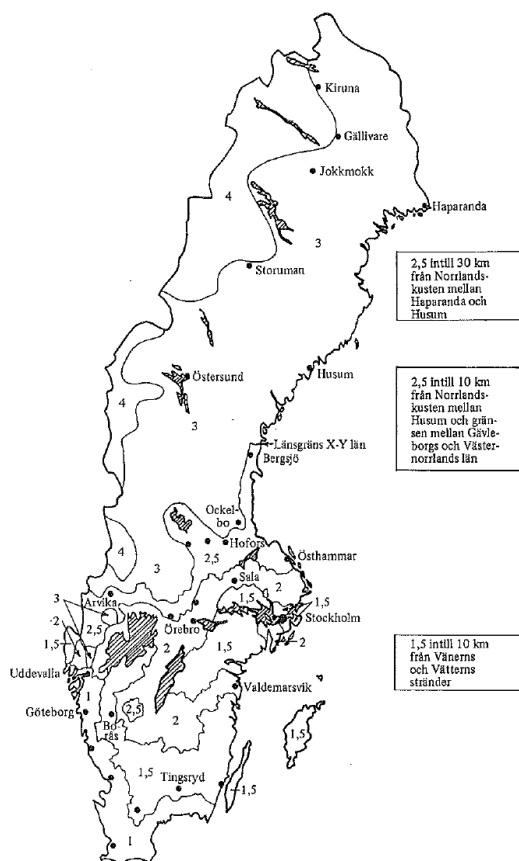 Kiruna
Gällivare
Jokkmokk
4
Haparanda
3
Storuman
2,5 intill 30 km
från Norrlands-
kusten mellan
Haparanda och
Husum
Husum
Östersund
4
3
2,5 intill 10 km
från Norrlands-
kusten mellan
Husum och grän-
sen mellan Gävle-
borgs och Väster-
norrlands län
Länsgräns X-Y län
Bergsjö
Ockel-
bo
Hofors
4
2,5
Östhammar
3
Sala
2
1,5
1,5
3
Arvika
2
2,5
1,5
Örebro
Stockholm
2
2
1,5
Uddevalla
1,5 intill 10 km
från Vänerns
och Vätterns
stränder
Valdemarsvik
1
Göteborg
Bo-
rås
2,5
2
1,5
1,5
Tingsryd
1,5
1